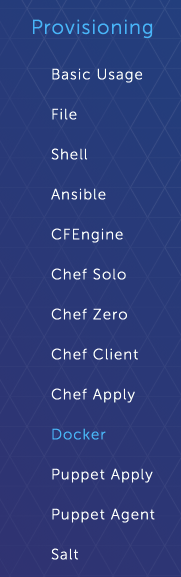 Provisioning
Basic Usage
File
Shell
Ansible
CFEngine
Chef Solo
Chef Zero
Chef Client
Chef Apply
Docker
Puppet Apply
Puppet Agent
Salt